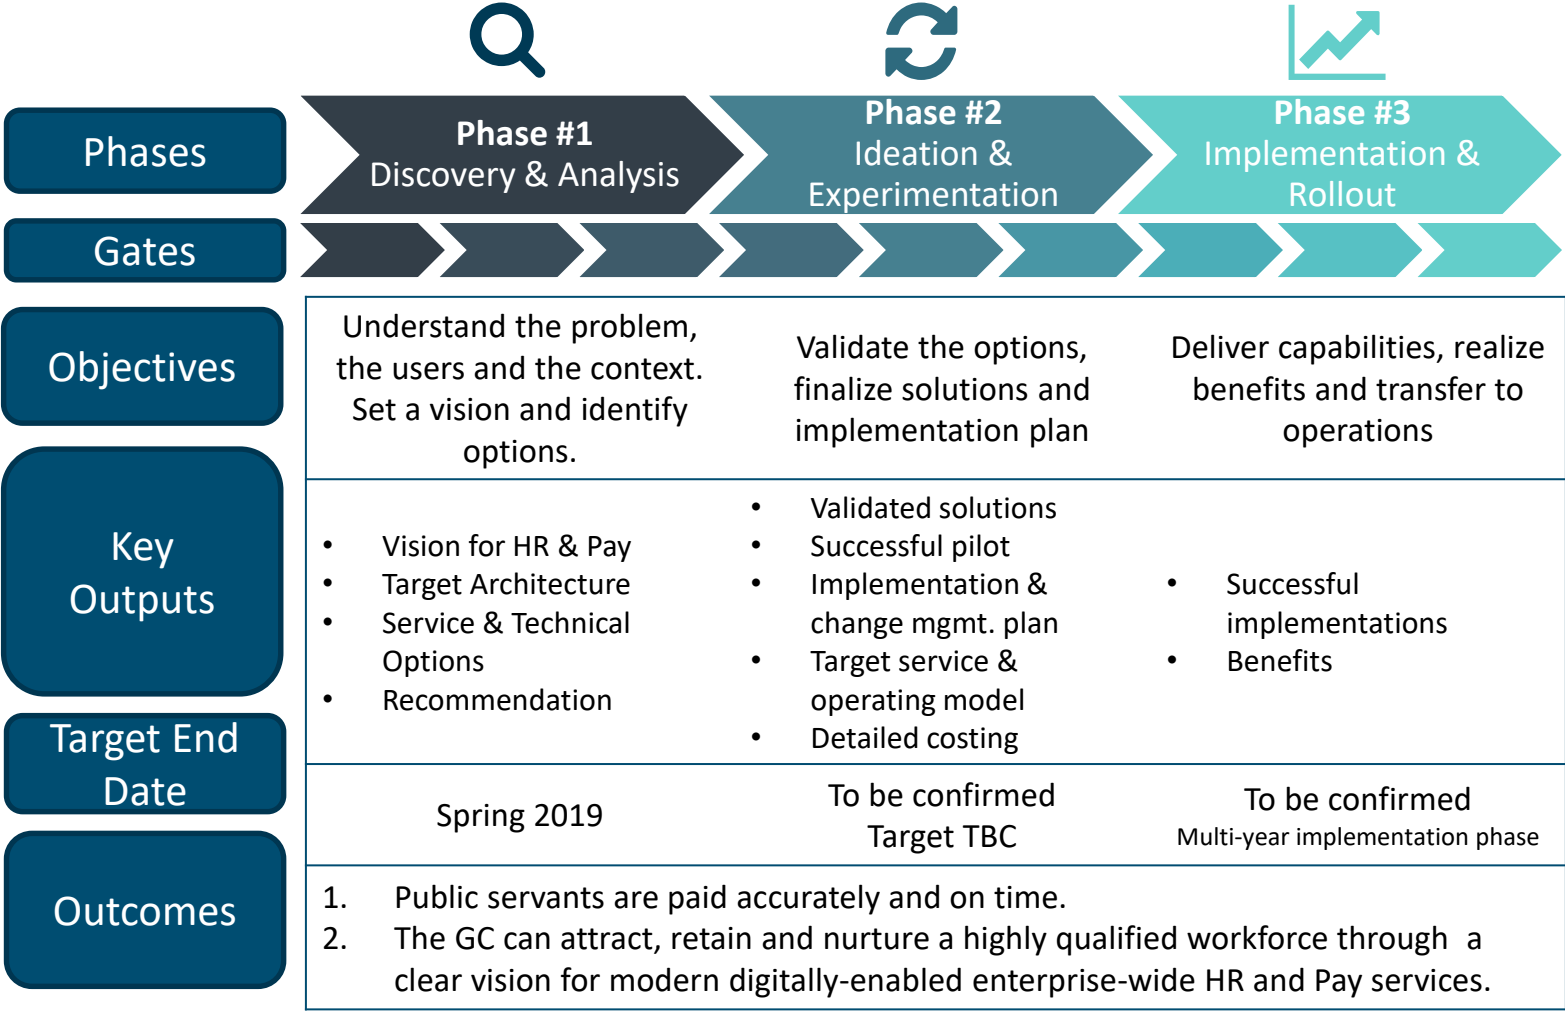 Phases
Phase #1
Discovery & Analysis
Phase #2
Ideation &
Experimentation
Phase #3
Implementation &
Rollout
Gates
Objectives
Understand the problem,
the users and the context.
Set a vision and identify
options.
Validate the options,
finalize solutions and
implementation plan
Deliver capabilities, realize
benefits and transfer to
operations
Key
Outputs
• Vision for HR & Pay
• Target Architecture
• Service & Technical
Options
• Recommendation
• Validated solutions
• Successful pilot
• Implementation &
change mgmt. plan
• Target service &
operating model
• Detailed costing
• Successful
implementations
• Benefits
Target End
Date
Spring 2019
To be confirmed
Target TBC
To be confirmed
Multi-year implementation phase
Outcomes
1. Public servants are paid accurately and on time.
2. The GC can attract, retain and nurture a highly qualified workforce through a
clear vision for modern digitally-enabled enterprise-wide HR and Pay services.